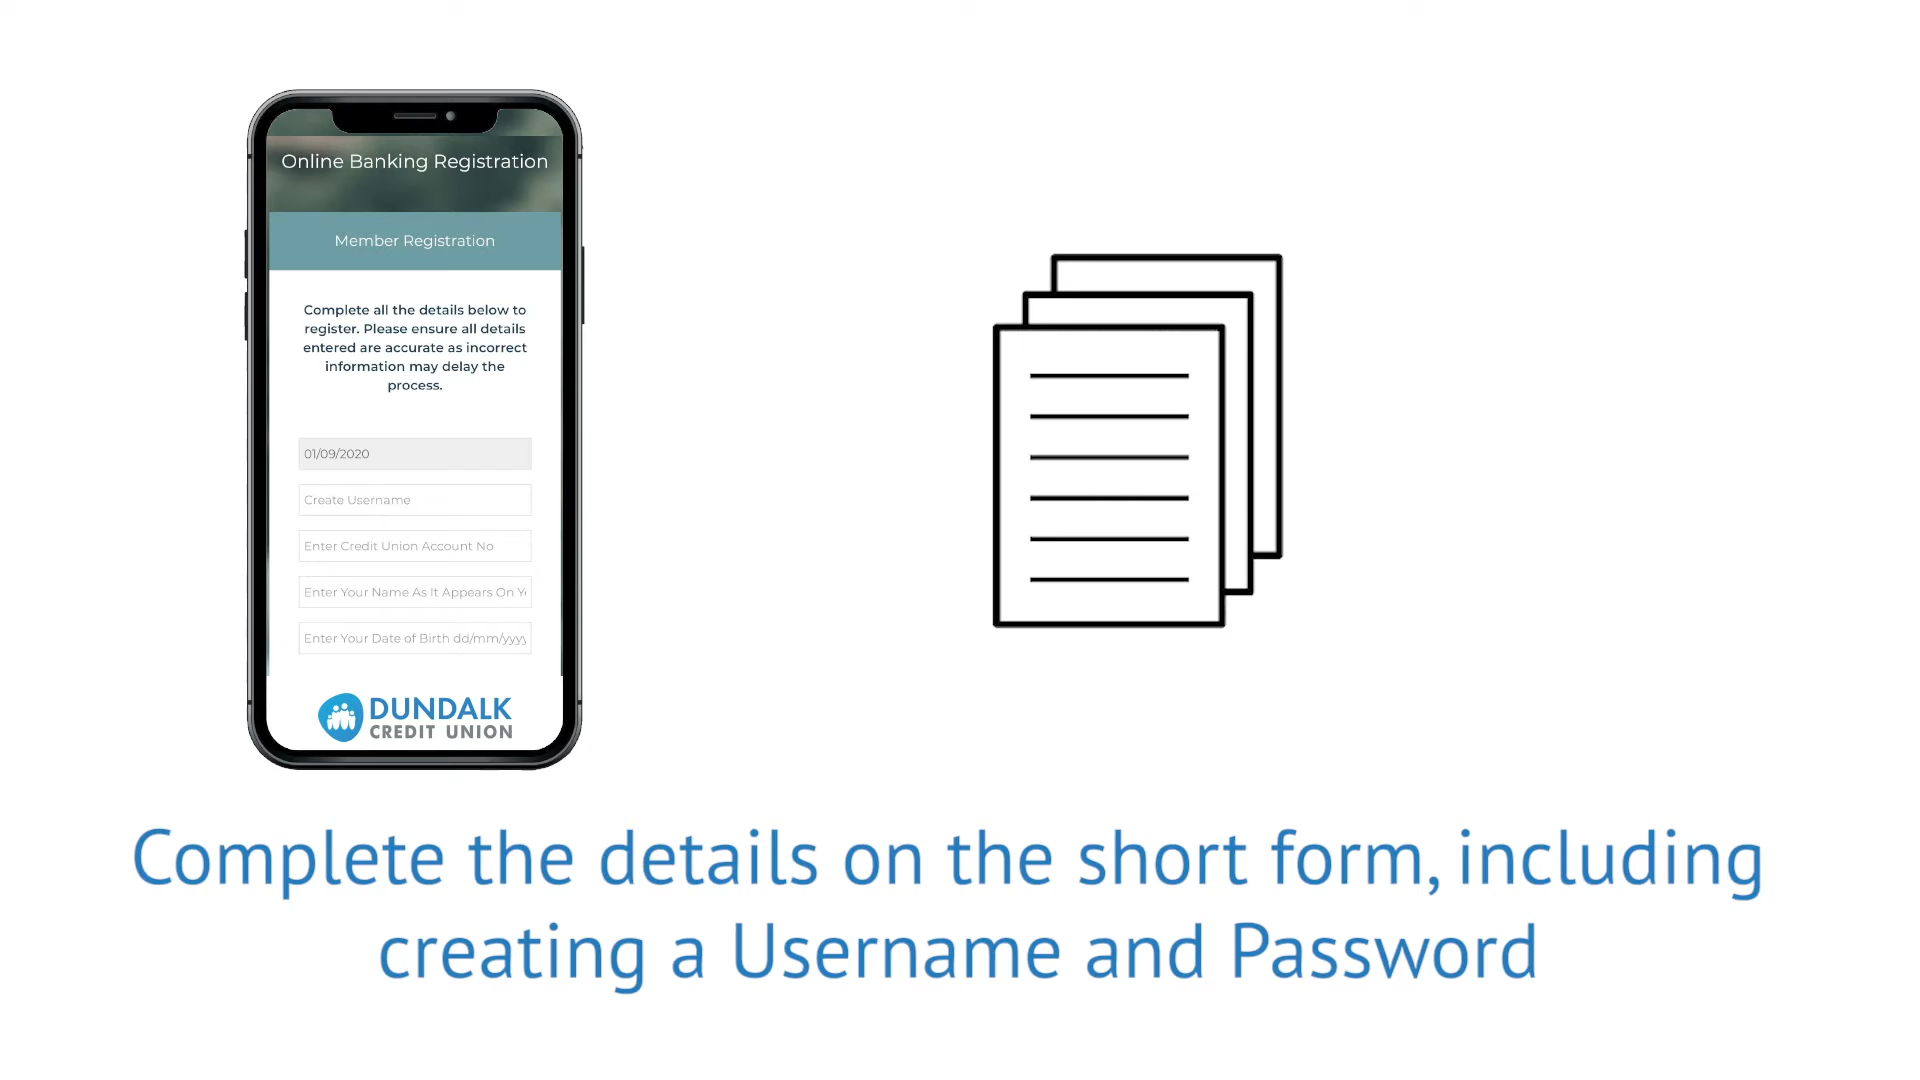 Online Banking Registration
Member Registration
Complete all the details below to
register. Please ensure all details
entered are accurate as incorrect
information may delay the
process.
01/09/2020
Create Username
Enter Credit Union Account No
Enter Your Name As It Appears On
Enter Your Date of Birth dd/mm/yyyy
DUNDALK
CREDIT UNION
Complete the details on the short form, including
creating a Username and Password